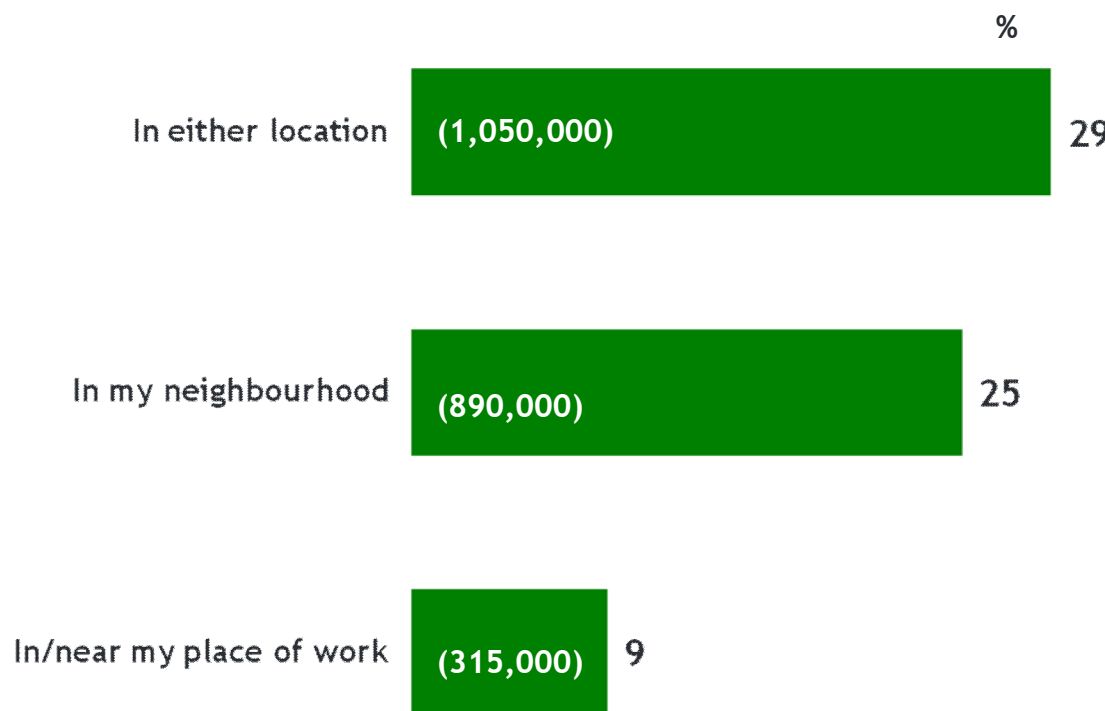 %
In either location (1,050,000) 29
In my neighbourhood (890,000) 25
In/near my place of work (315,000) 9